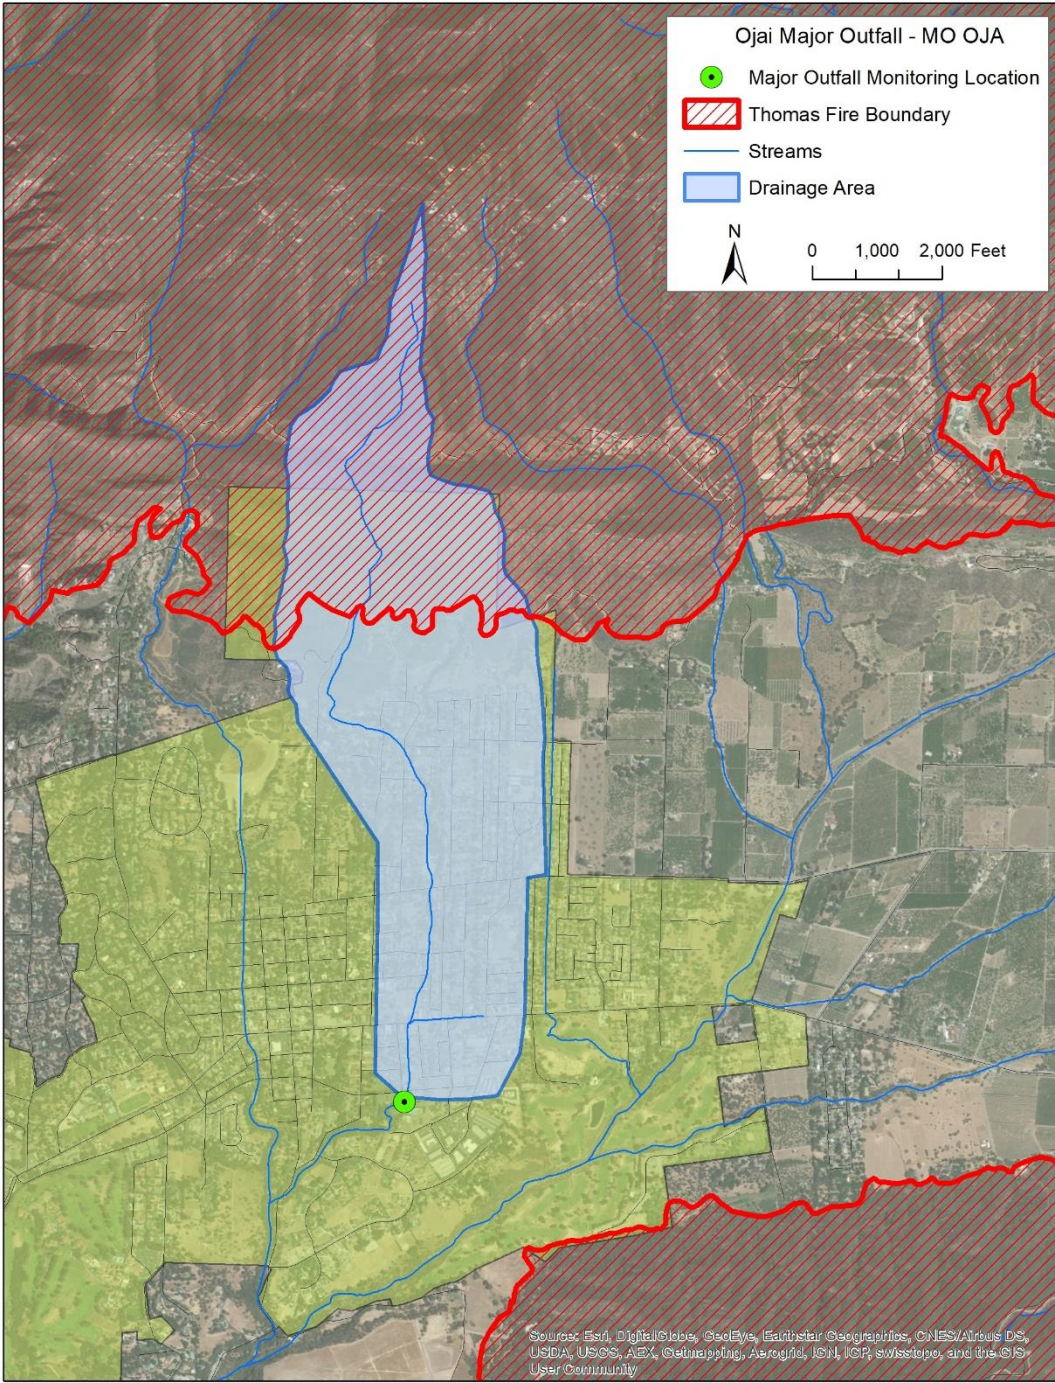 Ojai Major Outfall - MO OJA
Major Outfall Monitoring Location
Thomas Fire Boundary
Streams
Drainage Area
N
0 1,000 2,000 Feet
Source: Esri, DigitalGlobe, GeoEye, Earthstar Geographics, CNES/Airbus DS,
USDA, USGS, AEX, Getmapping, Aerogrid, IGN, IGP, swisstopo, and the GIS
User Community